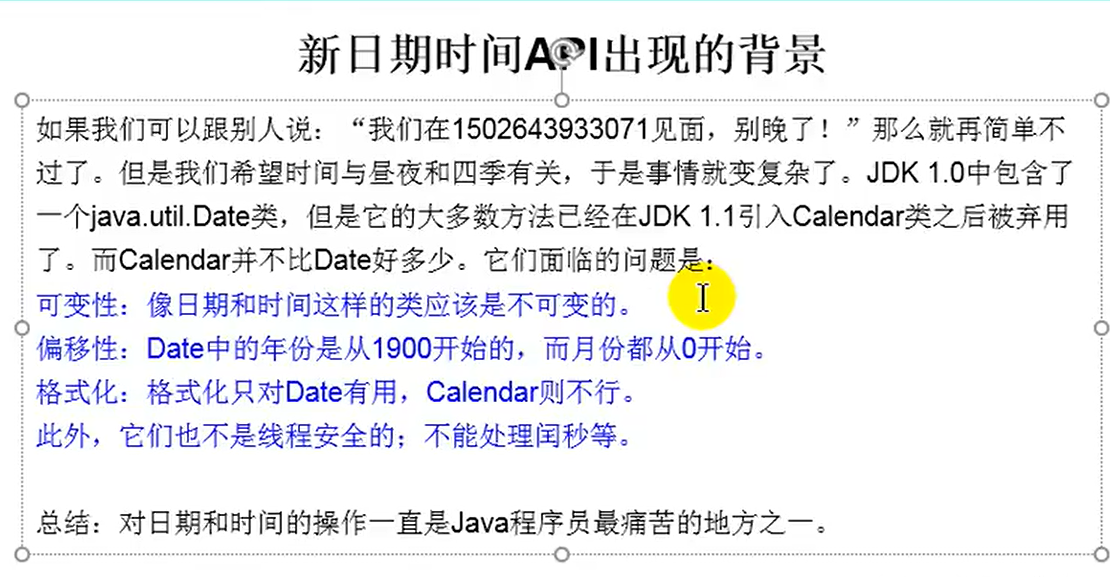 新日期时间API出现的背景
如果我们可以跟别人说：“我们在1502643933071见面，别晚了！”那么就再简单不
过了。但是我们希望时间与昼夜和四季有关，于是事情就变复杂了。JDK 1.0中包含了
一个java.util.Date类，但是它的大多数方法已经在JDK 1.1引入Calendar类之后被弃用
了。而Calendar并不比Date好多少。它们面临的问题是：
可变性：像日期和时间这样的类应该是不可变的。
偏移性：Date中的年份是从1900开始的，而月份都从0开始。
格式化：格式化只对Date有用，Calendar则不行。
此外，它们也不是线程安全的；不能处理闰秒等。
总结：对日期和时间的操作一直是Java程序员最痛苦的地方之一。